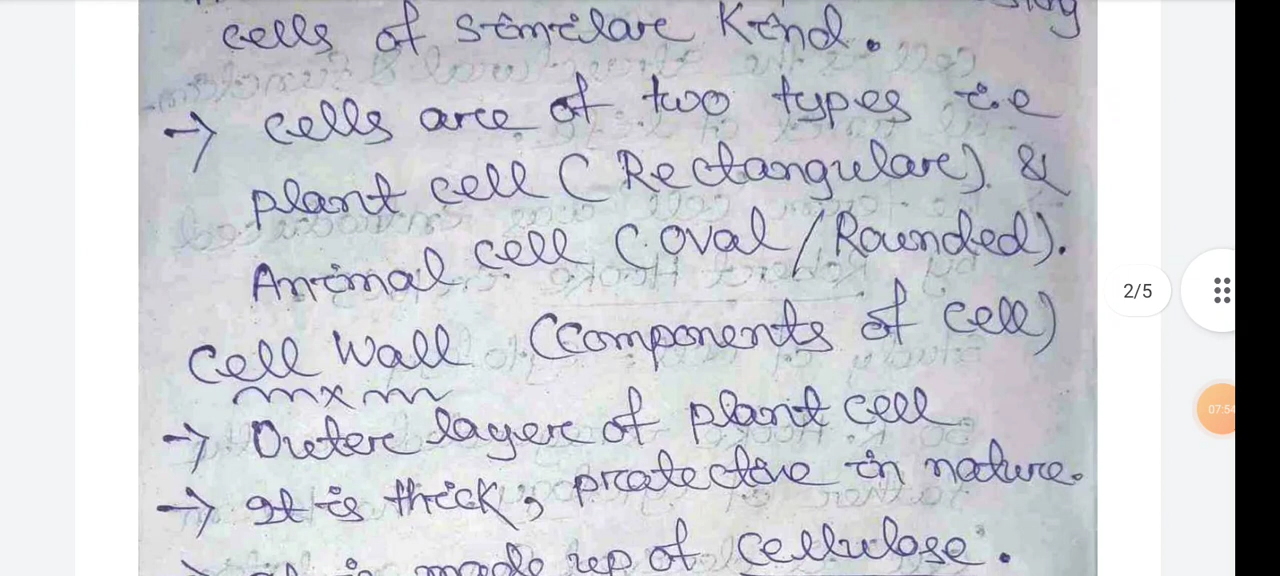 cells of similar kind.
→ cells are of two types i.e
plant cell (Rectangular) &
Animal cell (oval/Rounded).
Cell Wall (Components of cell)
→ Outer layer of plant cell
→ It is thick, protective in nature.
made up of cellulose.
2/5
07:54